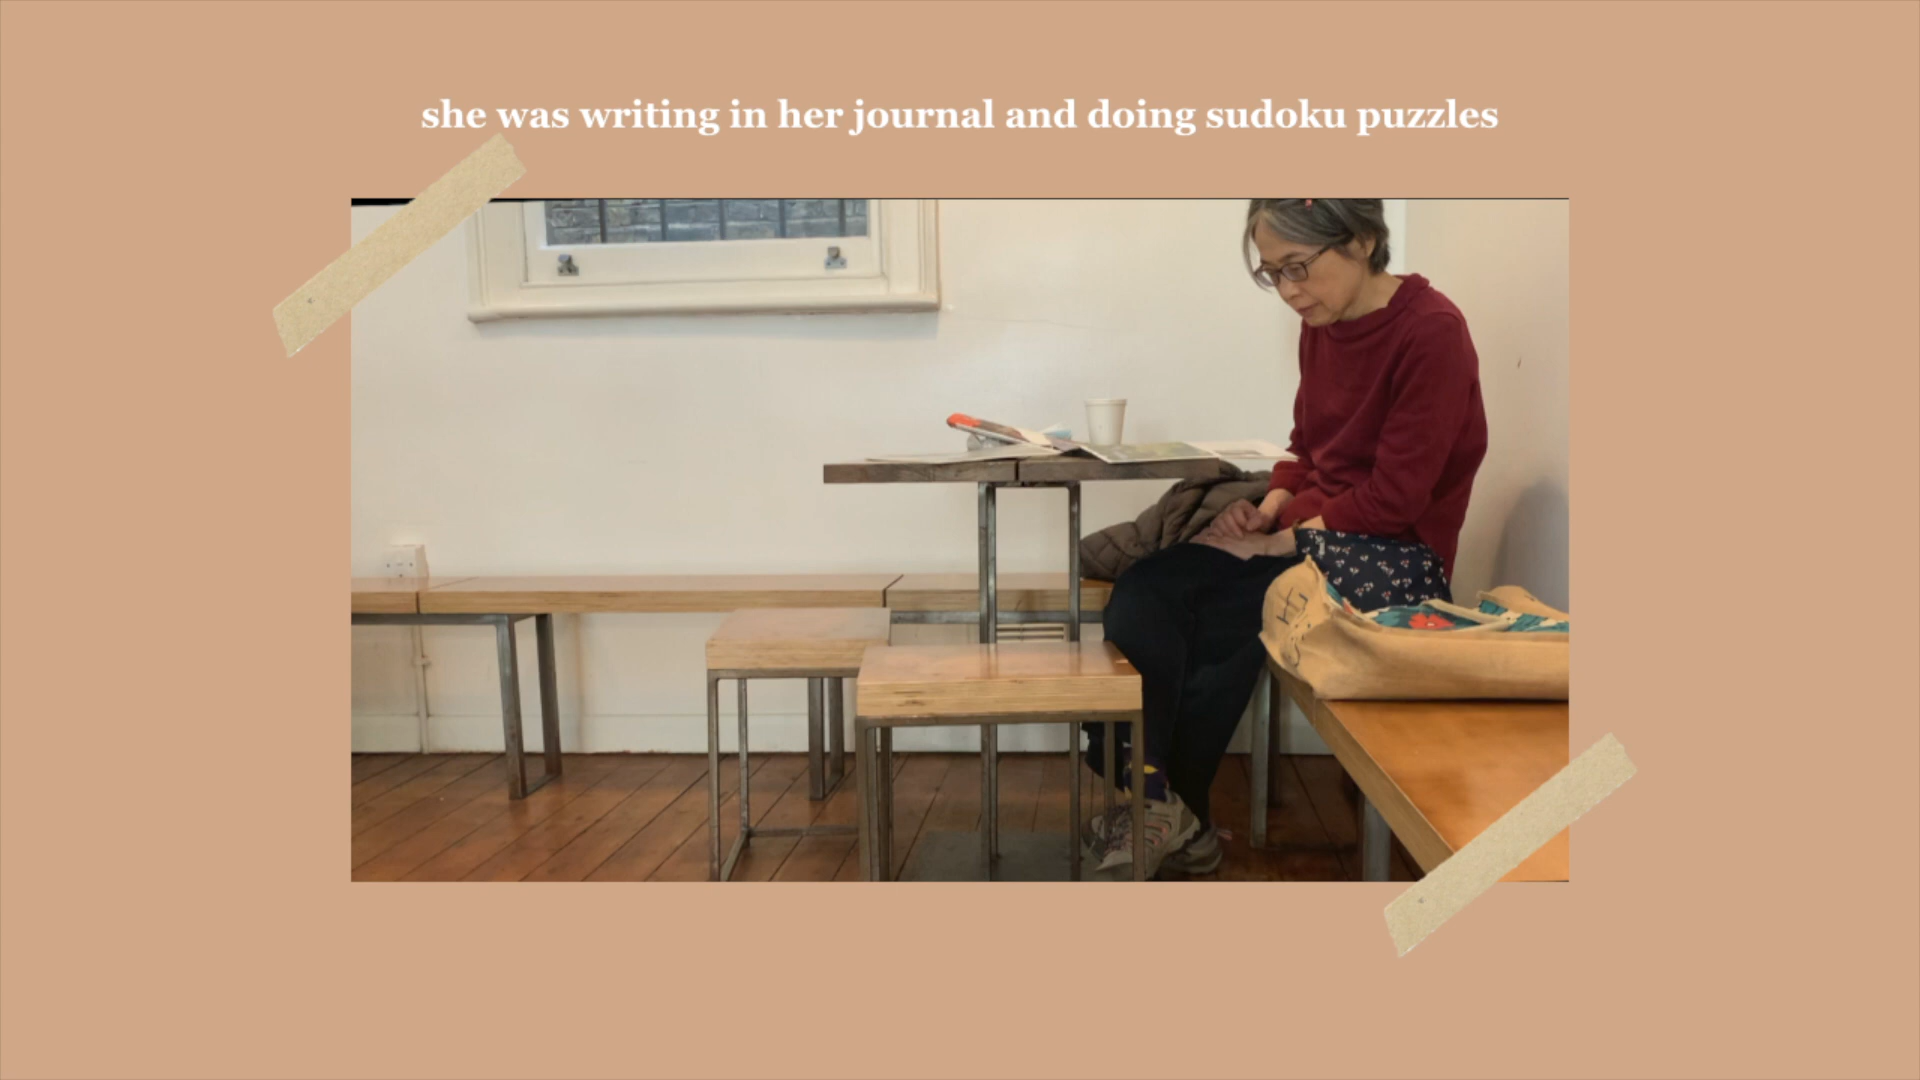 she was writing in her journal and doing sudoku puzzles